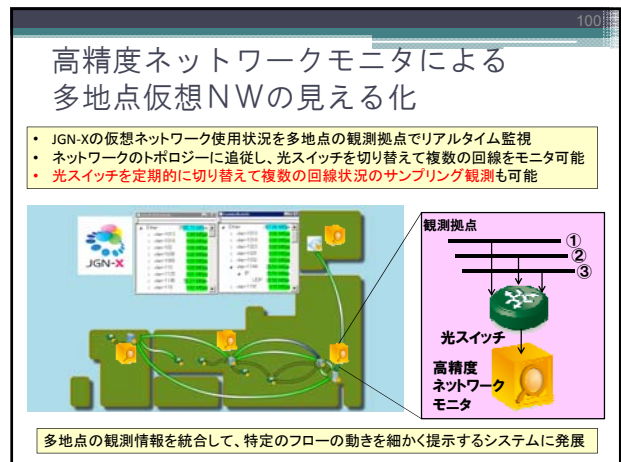 100
高精度ネットワークモニタによる
多地点仮想NWの見える化
• JGN-Xの仮想ネットワーク使用状況を多地点の観測拠点でリアルタイム監視
• ネットワークのトポロジーに追従し、光スイッチを切り替えて複数の回線をモニタ可能
• 光スイッチを定期的に切り替えて複数の回線状況のサンプリング観測も可能
JGN-X
観測拠点
①
②
③
光スイッチ
高精度
ネットワーク
モニタ
多地点の観測情報を統合して、特定のフローの動きを細かく提示するシステムに発展